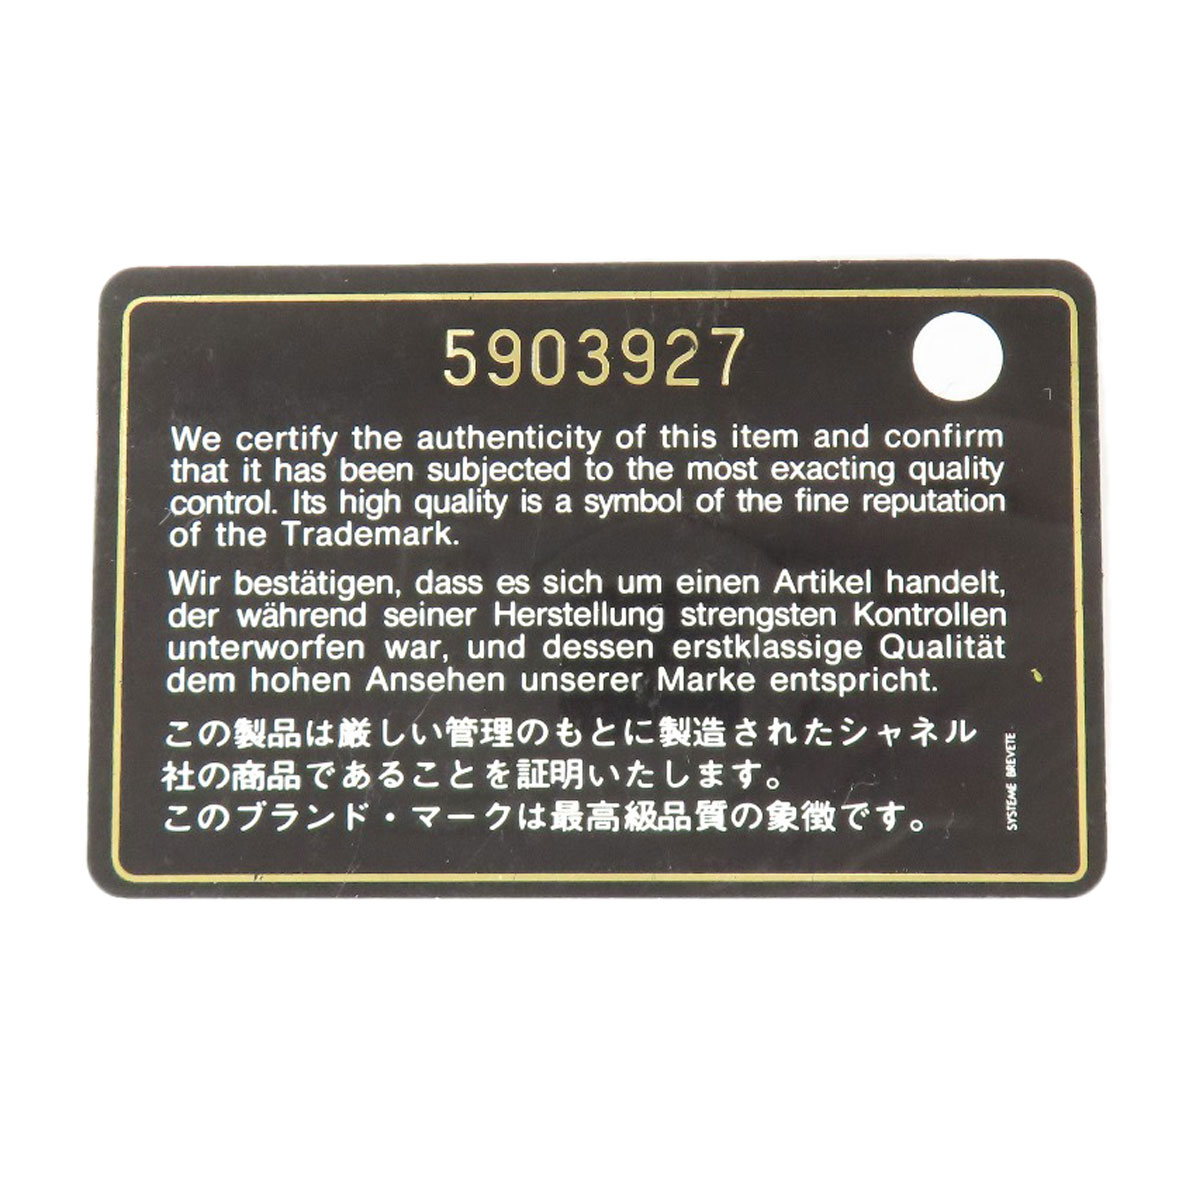 5903927
We certify the authenticity of this item and confirm
that it has been subjected to the most exacting quality
control. Its high quality is a symbol of the fine reputation
of the Trademark.
Wir bestätigen, dass es sich um einen Artikel handelt,
der während seiner Herstellung strengsten Kontrollen
unterworfen war, und dessen erstklassige Qualität
dem hohen Ansehen unserer Marke entspricht.
この製品は厳しい管理のもとに製造されたシャネル
社の商品であることを証明いたします。
このブランド・マークは最高級品質の象徴です。
SYSTEME BREVETE